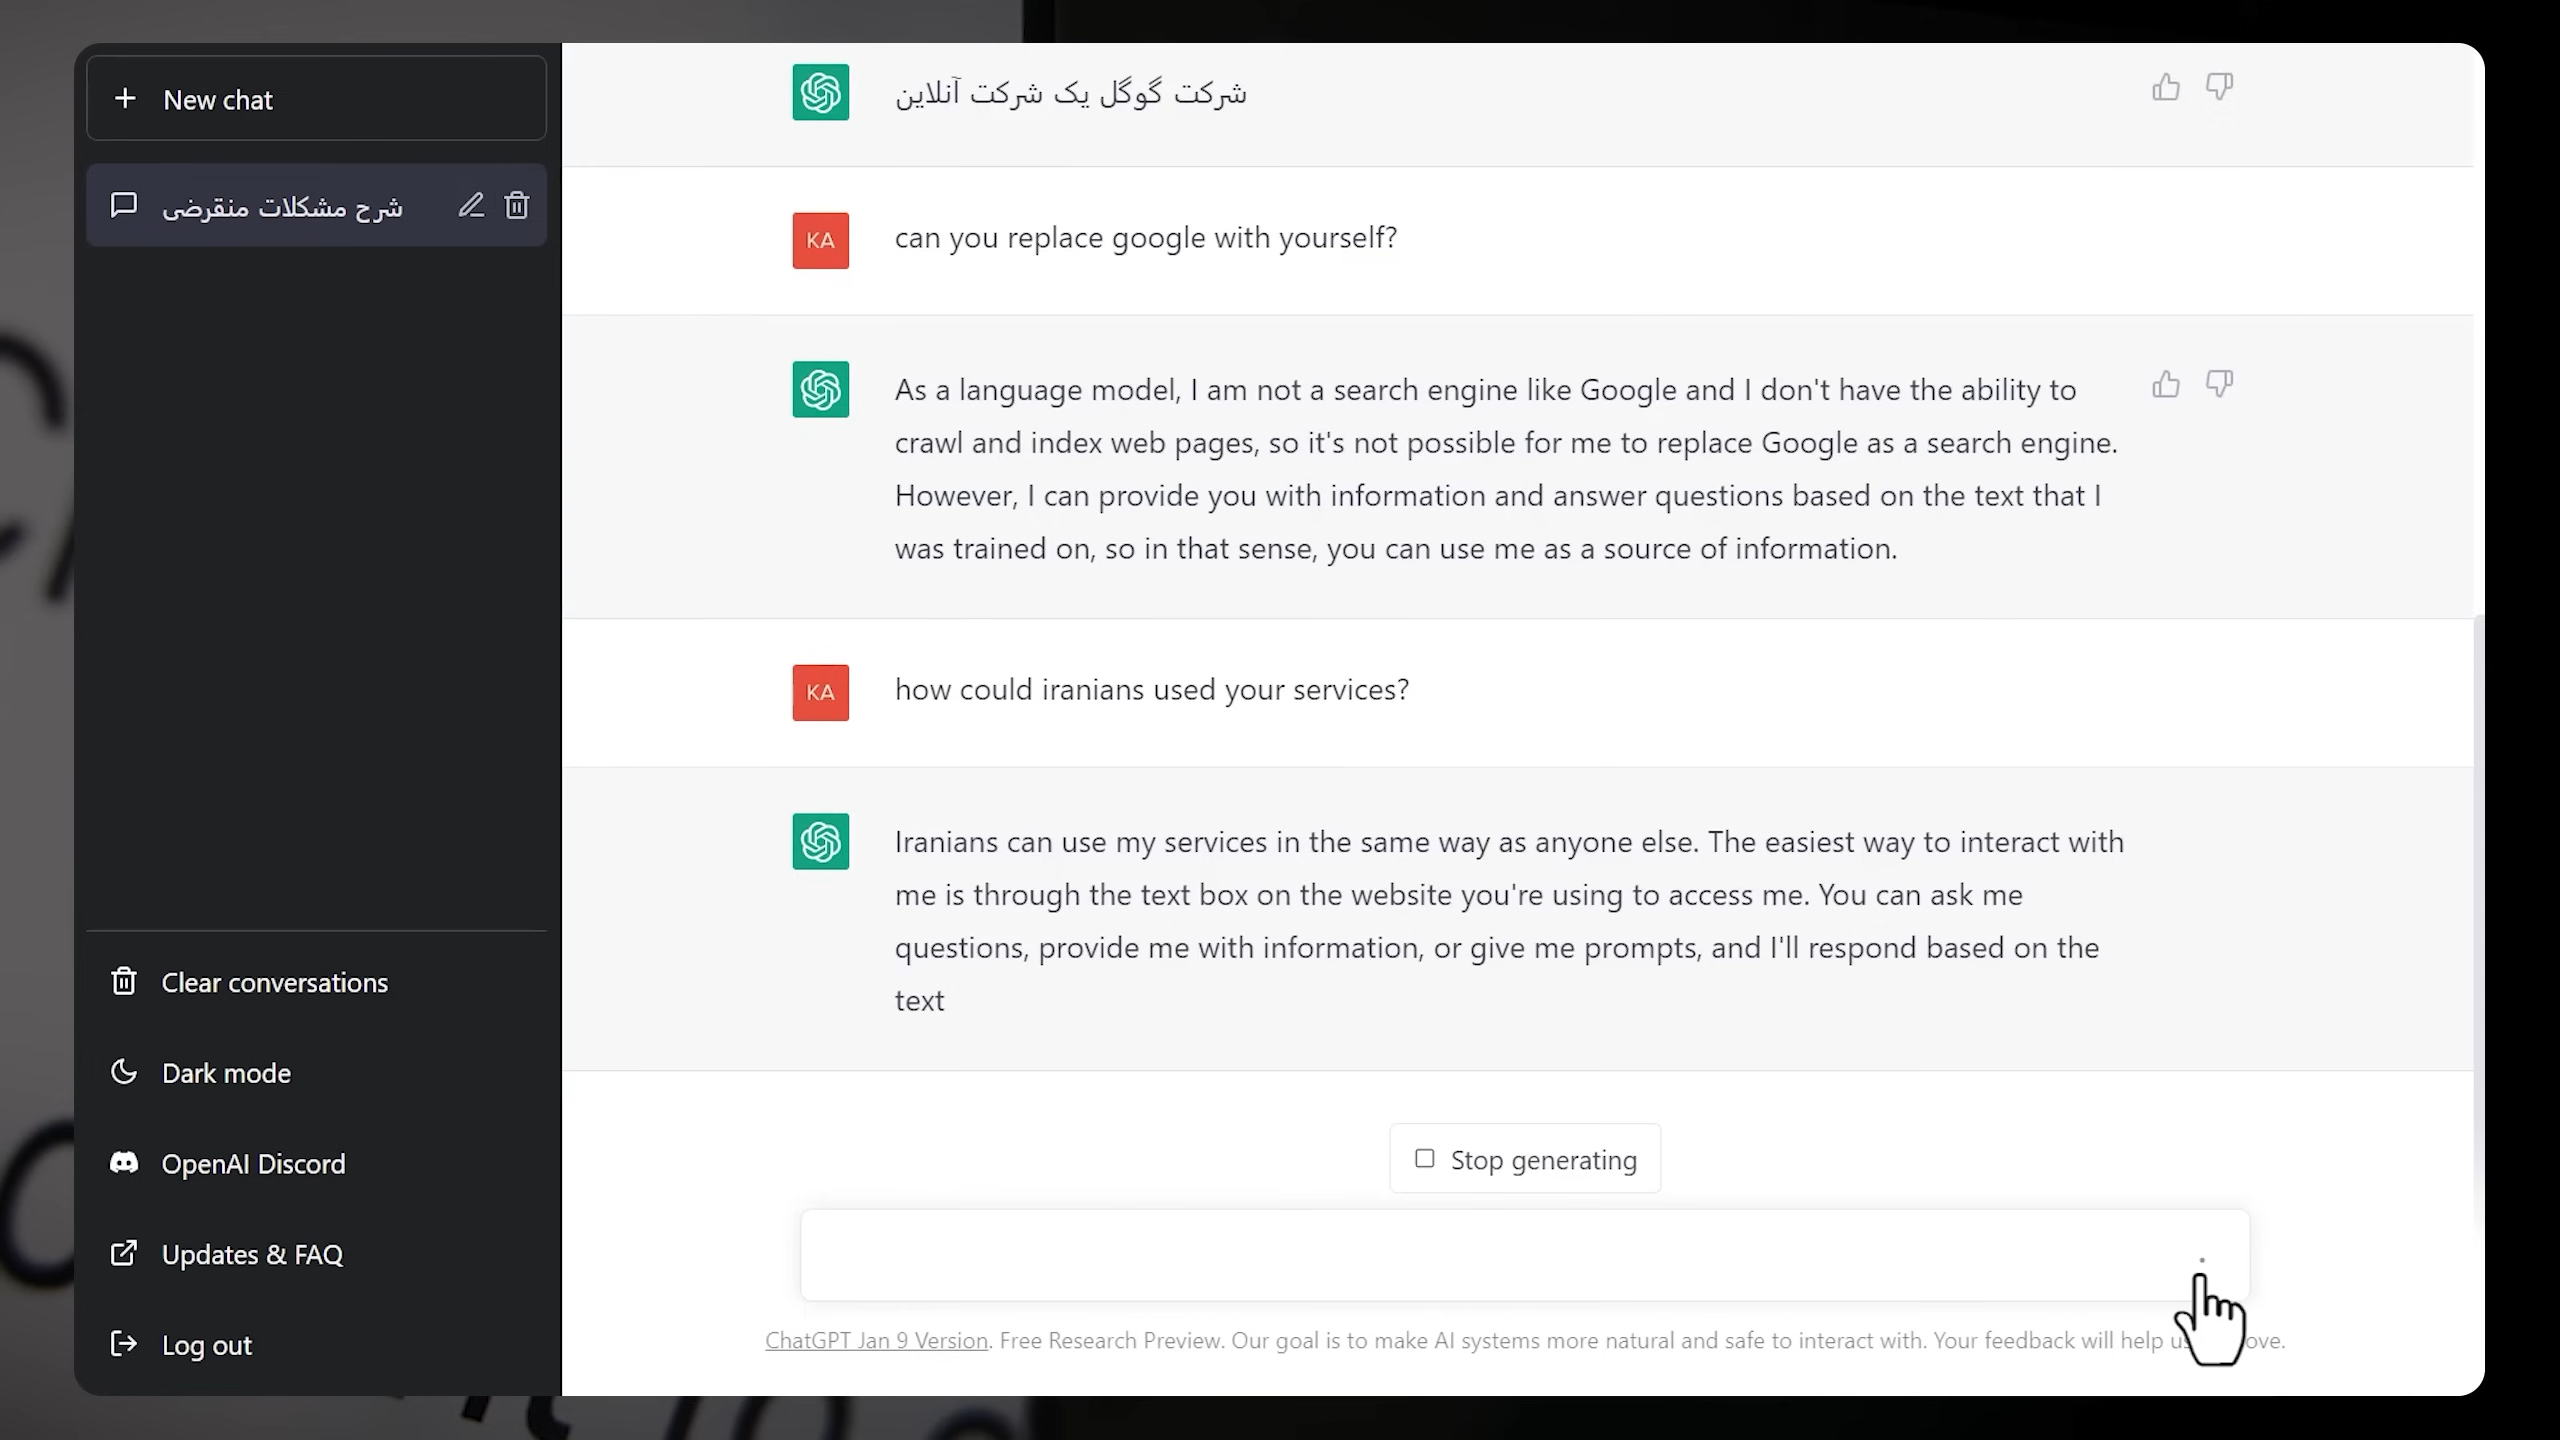 New chat
شرح مشکلات منقرضی
Clear conversations
Dark mode
OpenAI Discord
Updates & FAQ
Log out
شرکت گوگل یک شرکت آنلاین
KA
can you replace google with yourself?
As a language model, I am not a search engine like Google and I don't have the ability to
crawl and index web pages, so it's not possible for me to replace Google as a search engine.
However, I can provide you with information and answer questions based on the text that I
was trained on, so in that sense, you can use me as a source of information.
KA
how could iranians used your services?
Iranians can use my services in the same way as anyone else. The easiest way to interact with
me is through the text box on the website you're using to access me. You can ask me
questions, provide me with information, or give me prompts, and I'll respond based on the
text
Stop generating
ChatGPT Jan 9 Version. Free Research Preview. Our goal is to make AI systems more natural and safe to interact with. Your feedback will help